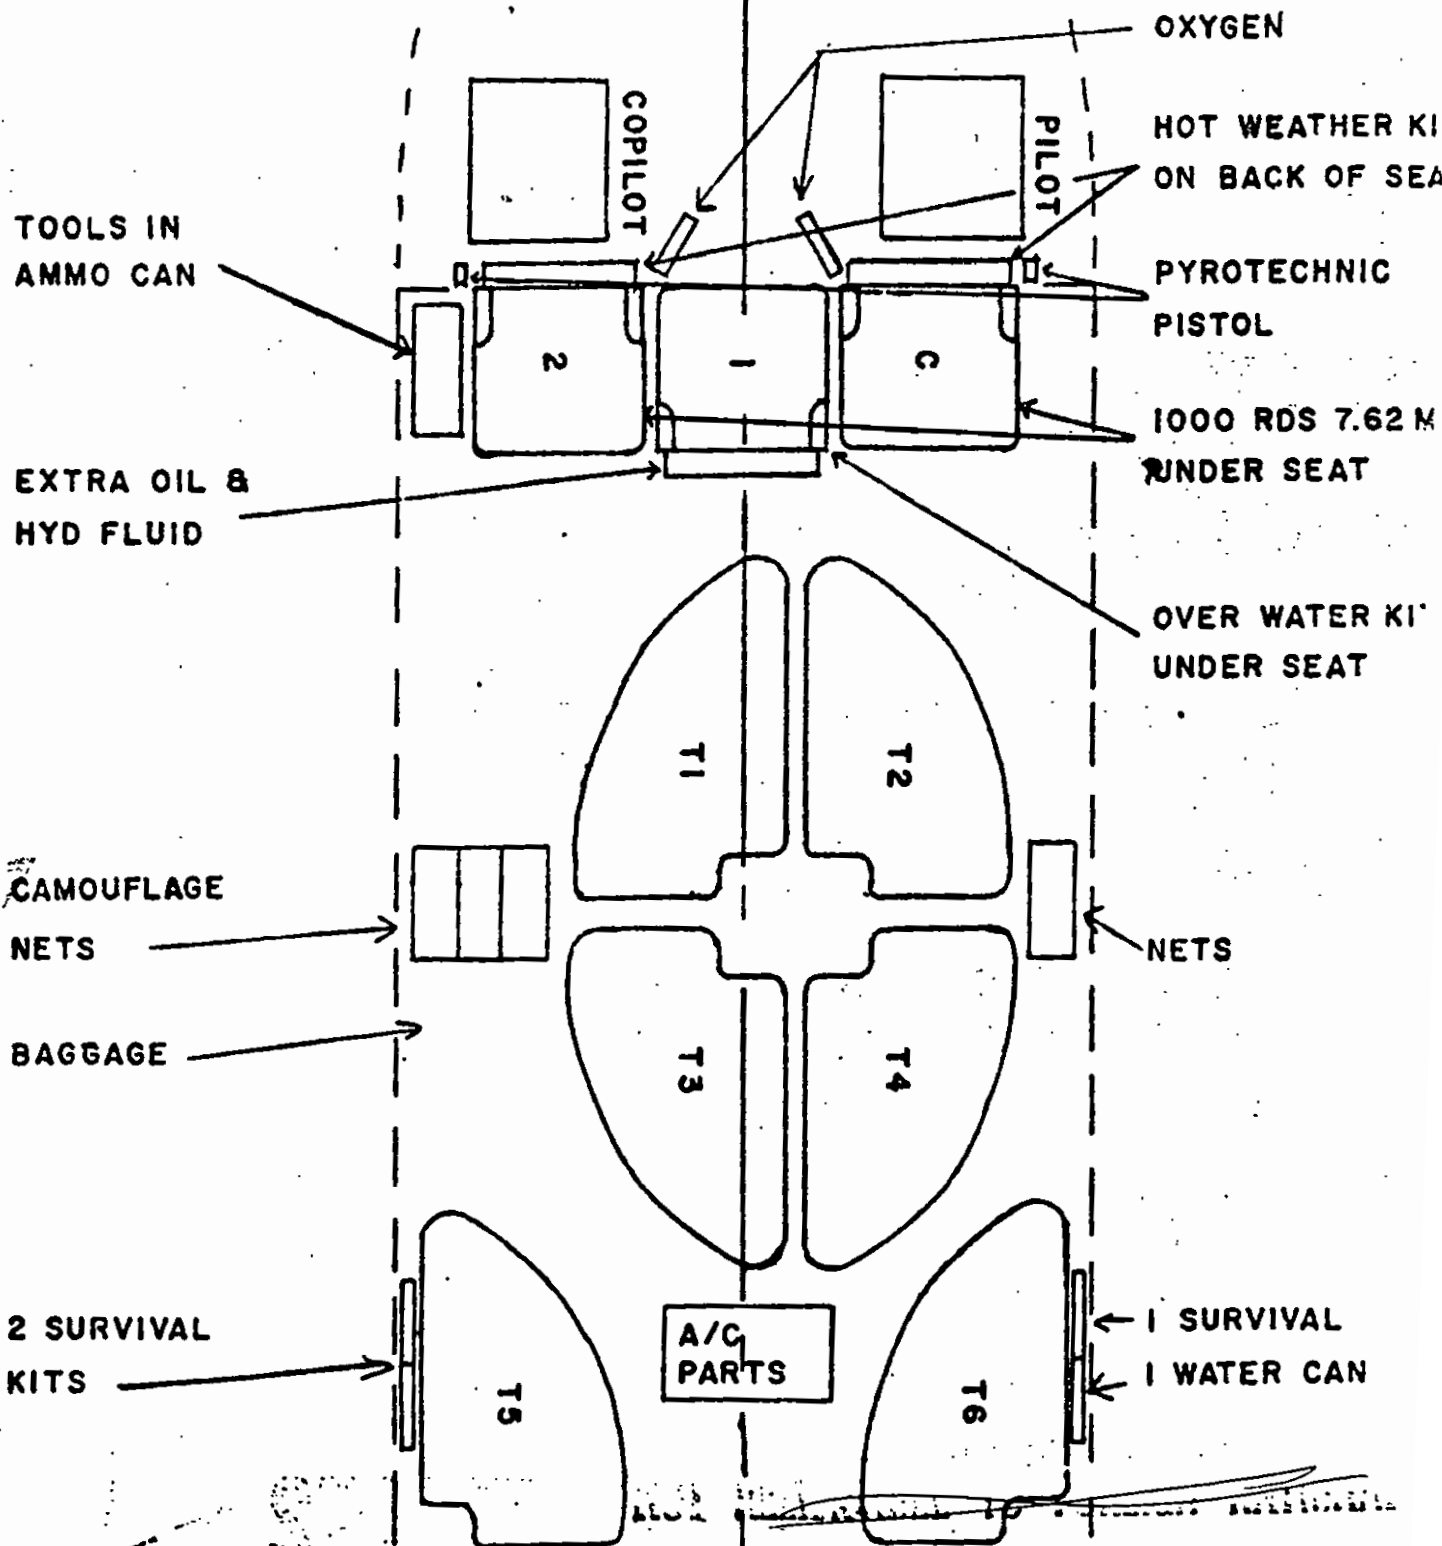 OXYGEN
COPILOT
PILOT
HOT WEATHER KI
ON BACK OF SEA
TOOLS IN
AMMO CAN
PYROTECHNIC
PISTOL
2
1
C
1000 RDS 7.62 M
UNDER SEAT
EXTRA OIL &
HYD FLUID
OVER WATER KI
UNDER SEAT
T1
T2
CAMOUFLAGE
NETS
NETS
BAGGAGE
T3
T4
2 SURVIVAL
KITS
A/C
PARTS
1 SURVIVAL
1 WATER CAN
T5
T6